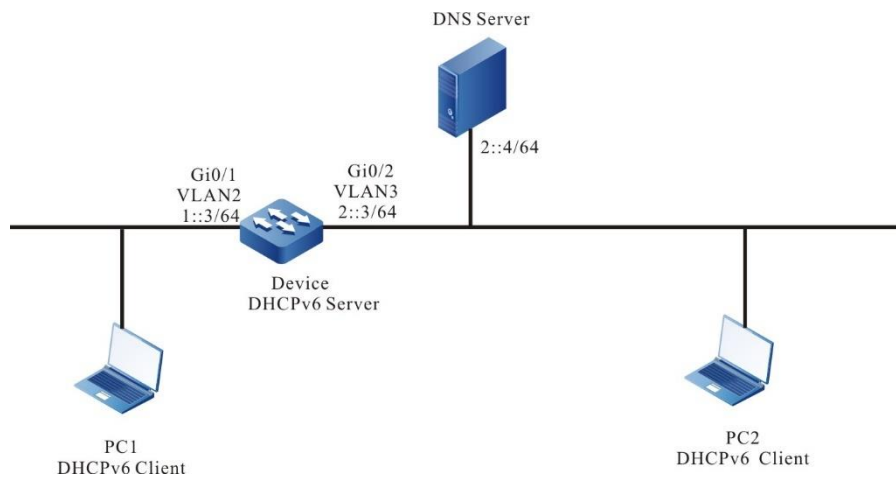 DNS Server
2::4/64
Gi0/1
VLAN2
1::3/64
Gi0/2
VLAN3
2::3/64
Device
DHCPv6 Server
PC1
DHCPv6 Client
PC2
DHCPv6 Client